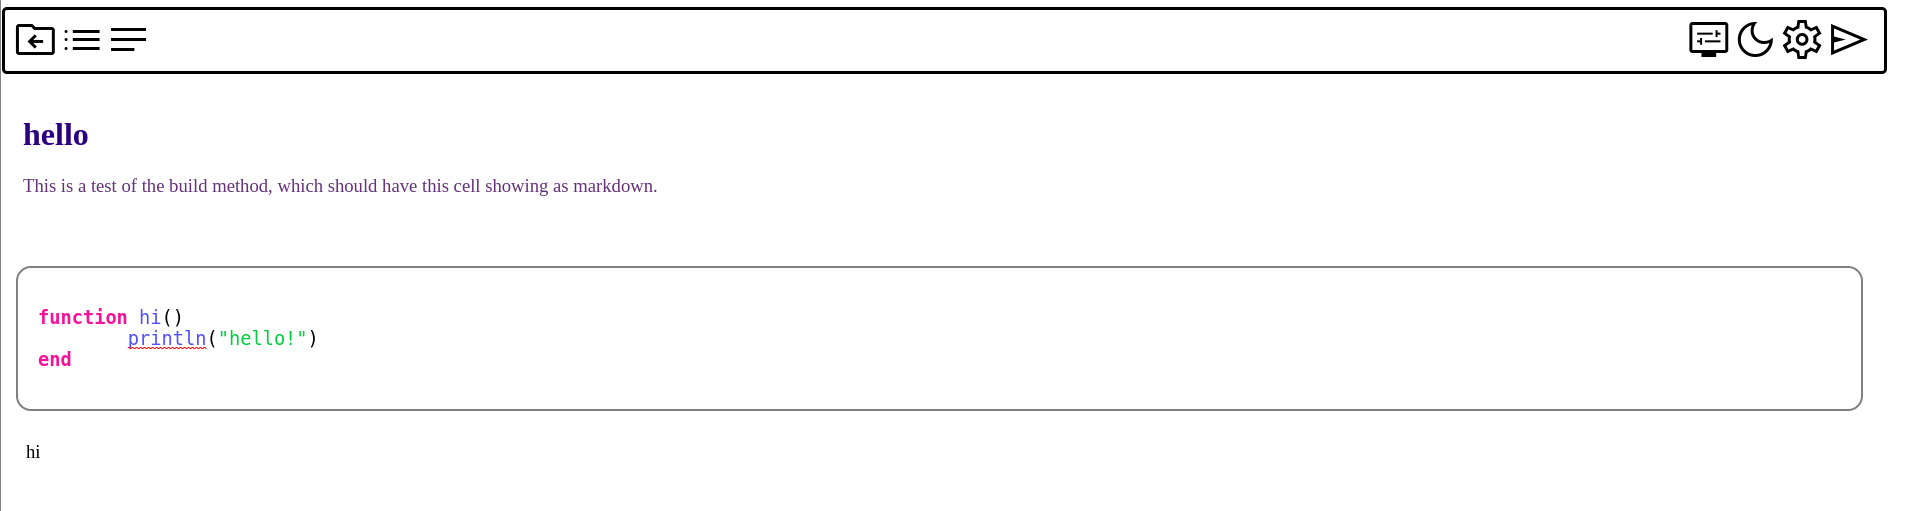 hello
This is a test of the build method, which should have this cell showing as markdown.
function hi()
        println("hello!")
end
hi